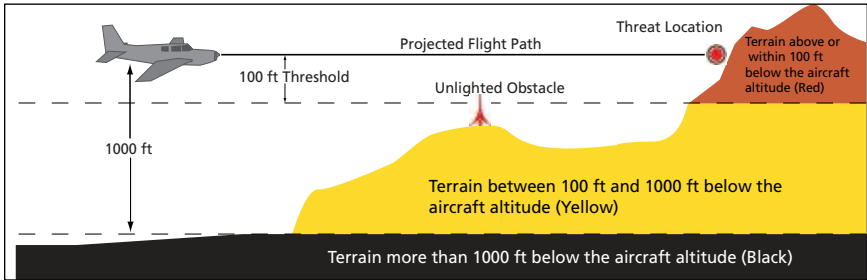 Threat Location
Projected Flight Path
Terrain above or
within 100 ft
below the aircraft
altitude (Red)
100 ft Threshold
Unlighted Obstacle
1000 ft
Terrain between 100 ft and 1000 ft below the
aircraft altitude (Yellow)
Terrain more than 1000 ft below the aircraft altitude (Black)